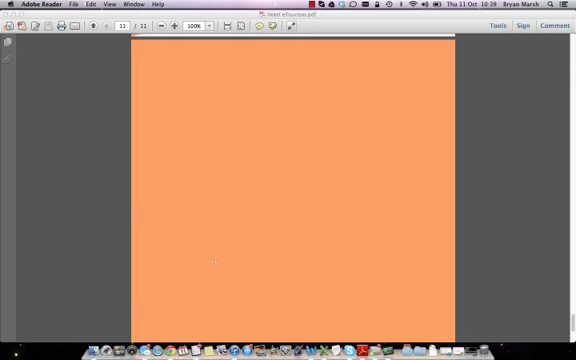 Adobe Reader File Edit View Window Help Thu 11 Oct 10:39 Bryan Marsh
Hotel eTourism.pdf
11 / 11 100% Tools Sign Comment